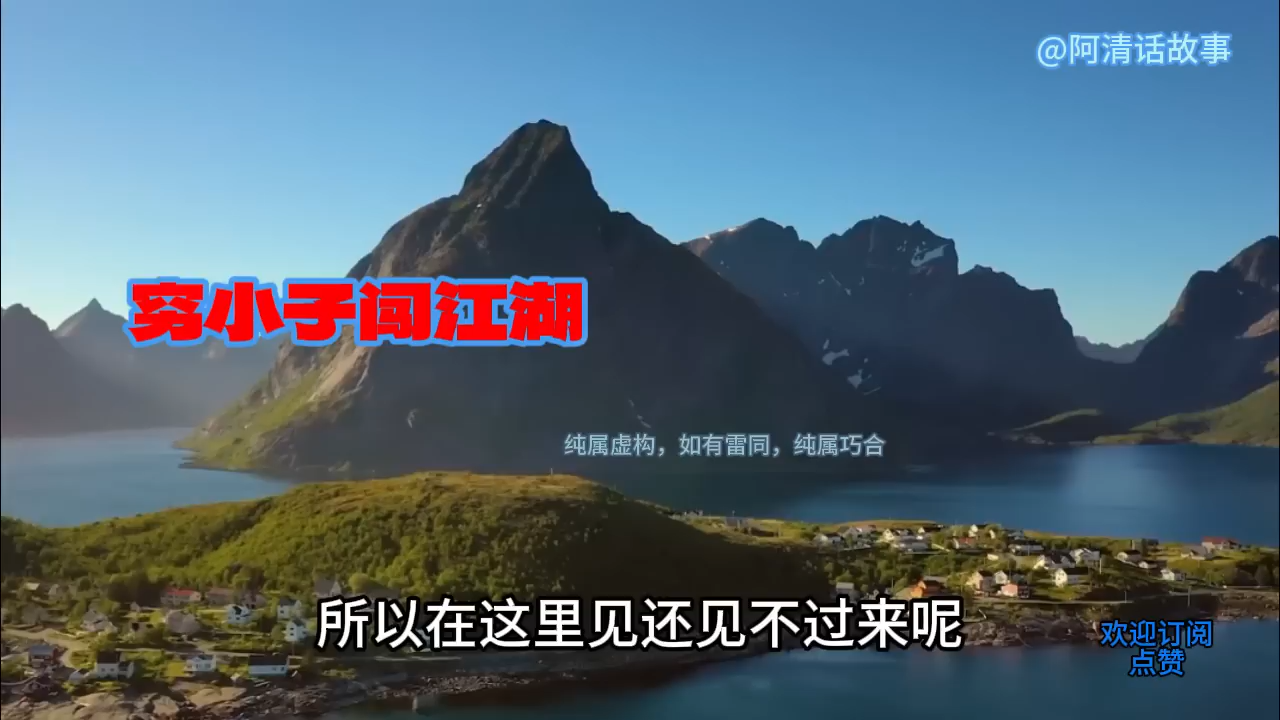 @阿清话故事
穷小子闯江湖
纯属虚构，如有雷同，纯属巧合
所以在这里见还见不过来呢
欢迎订阅
点赞